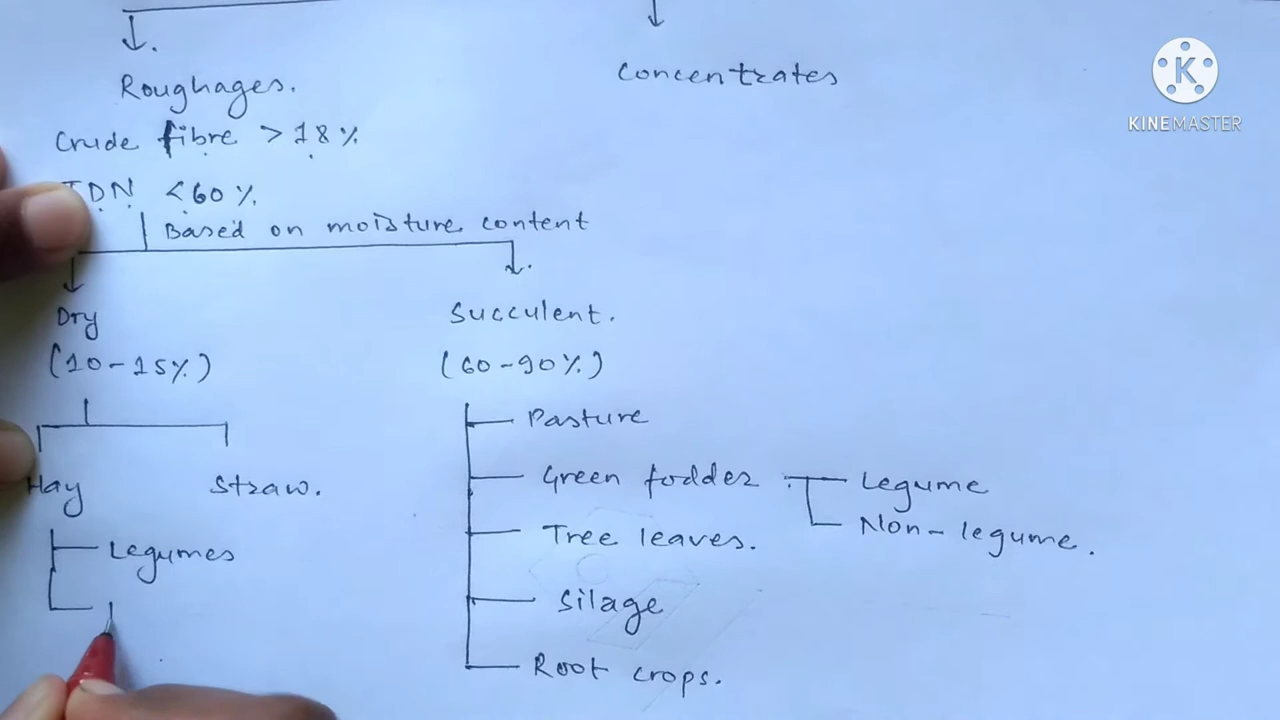 Roughages.
Concentrates
K
KINEMASTER
Crude fibre > 18%
TDN <60%
Based on moisture content
Dry
(10-15%)
Succulent.
(60-90%)
Hay
Straw.
Legumes
Pasture
Green fodder
Legume
Non-legume.
Tree leaves.
Silage
Root crops.